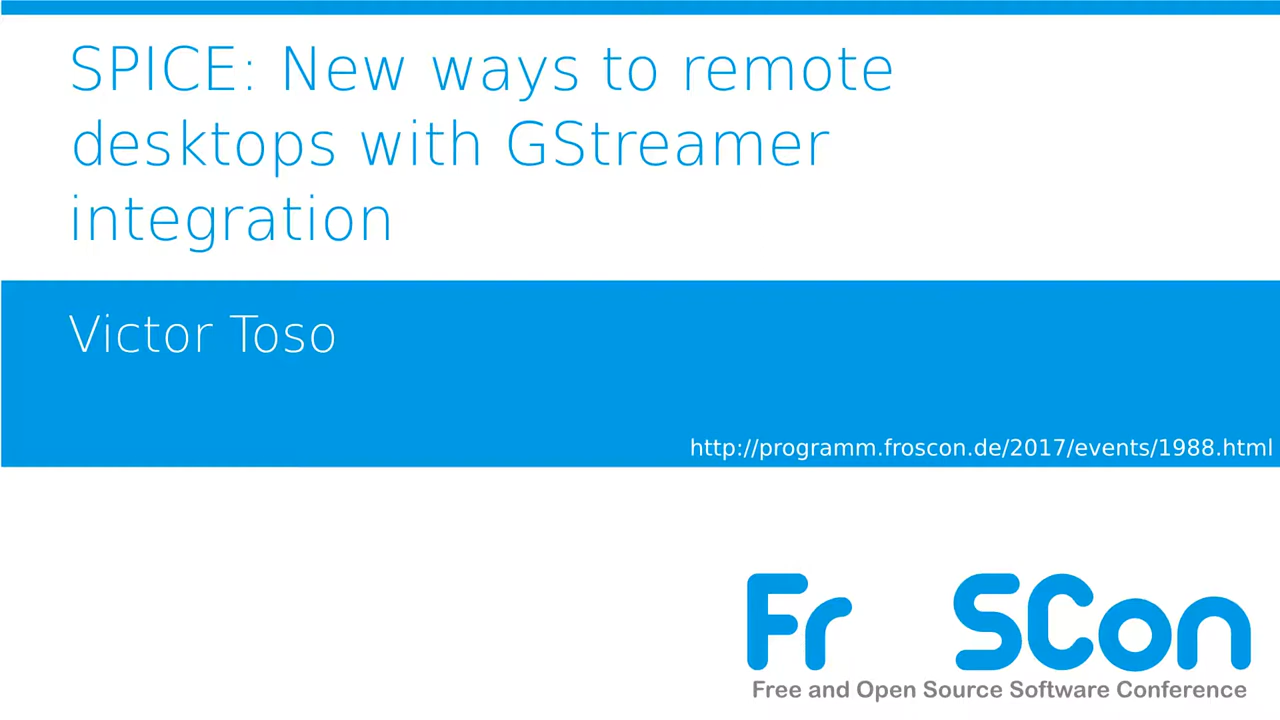 SPICE: New ways to remote
desktops with GStreamer
integration
Victor Toso
http://programm.froscon.de/2017/events/1988.html
Fr SCon
Free and Open Source Software Conference